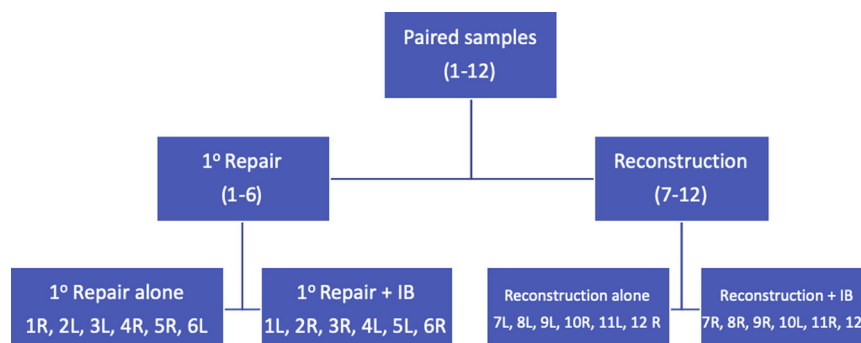 Paired samples
(1-12)
1º Repair
(1-6)
Reconstruction
(7-12)
1º Repair alone
1R, 2L, 3L, 4R, 5R, 6L
1º Repair + IB
1L, 2R, 3R, 4L, 5L, 6R
Reconstruction alone
7L, 8L, 9L, 10R, 11L, 12 R
Reconstruction + IB
7R, 8R, 9R, 10L, 11R, 12